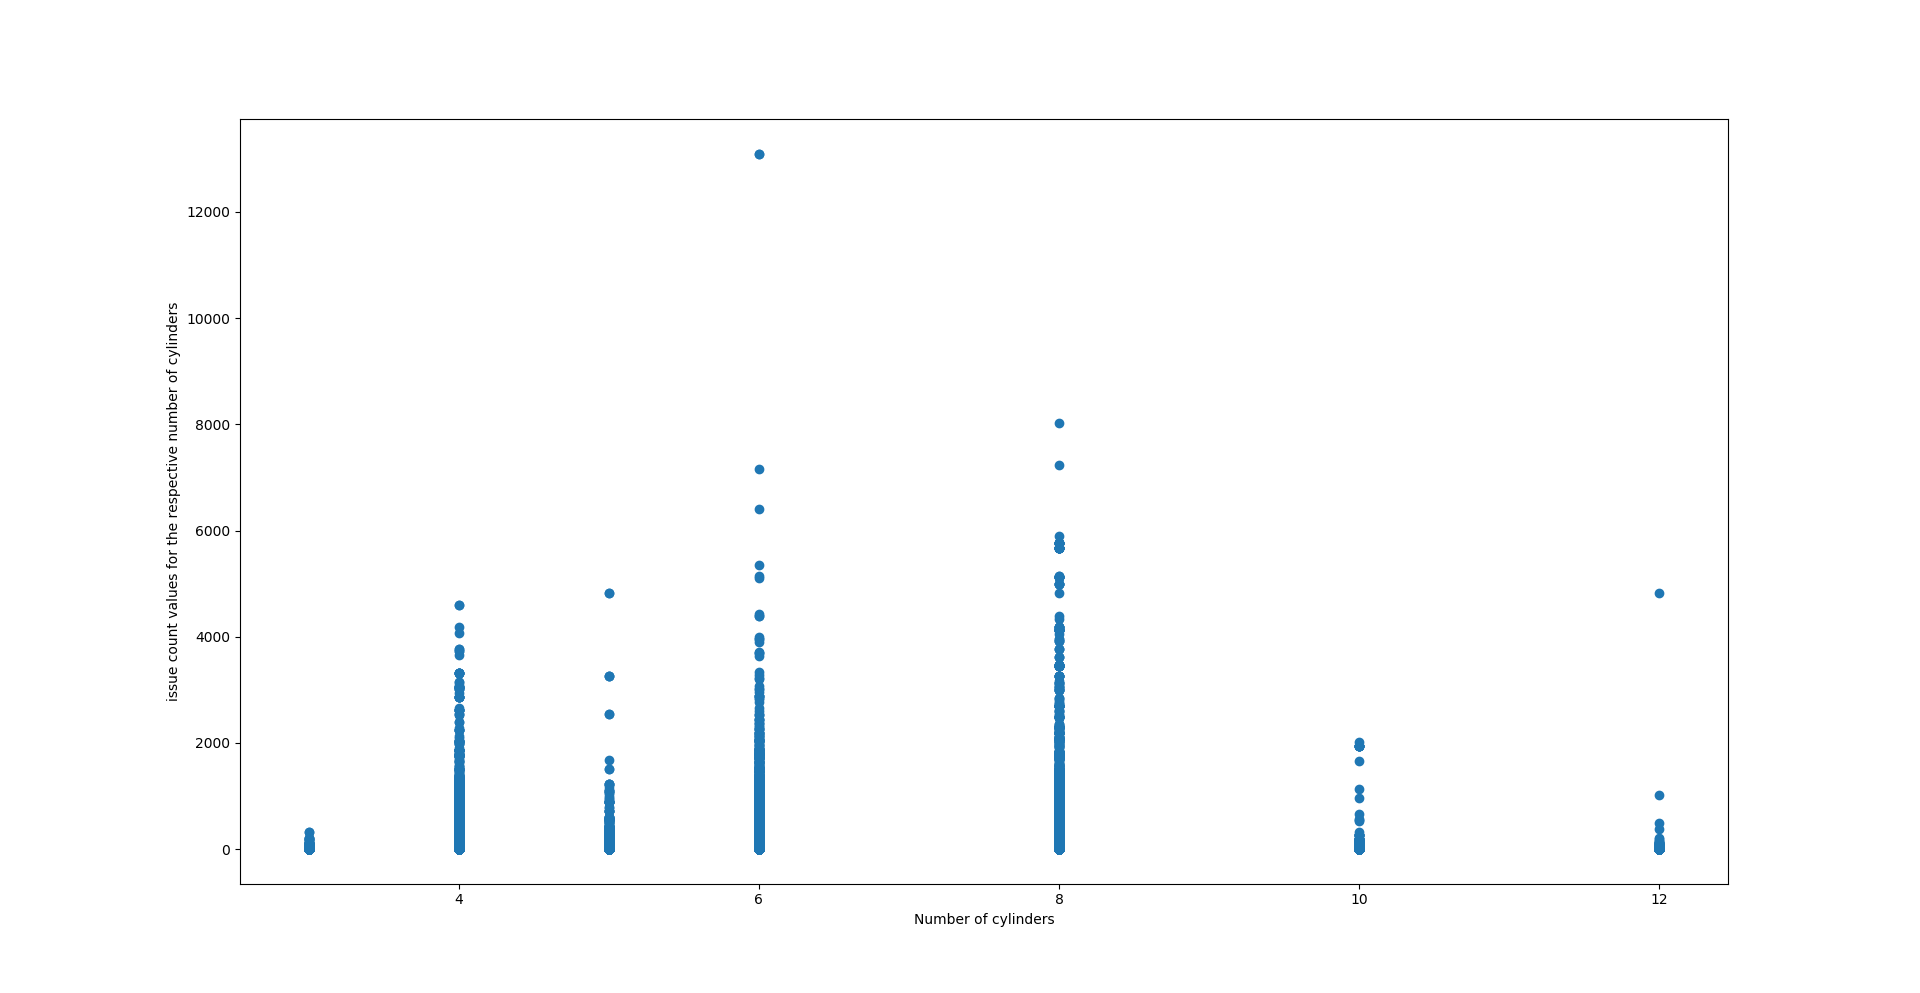 12000
10000
8000
6000
4000
2000
0
issue count values for the respective number of cylinders
4 6 8 10 12
Number of cylinders